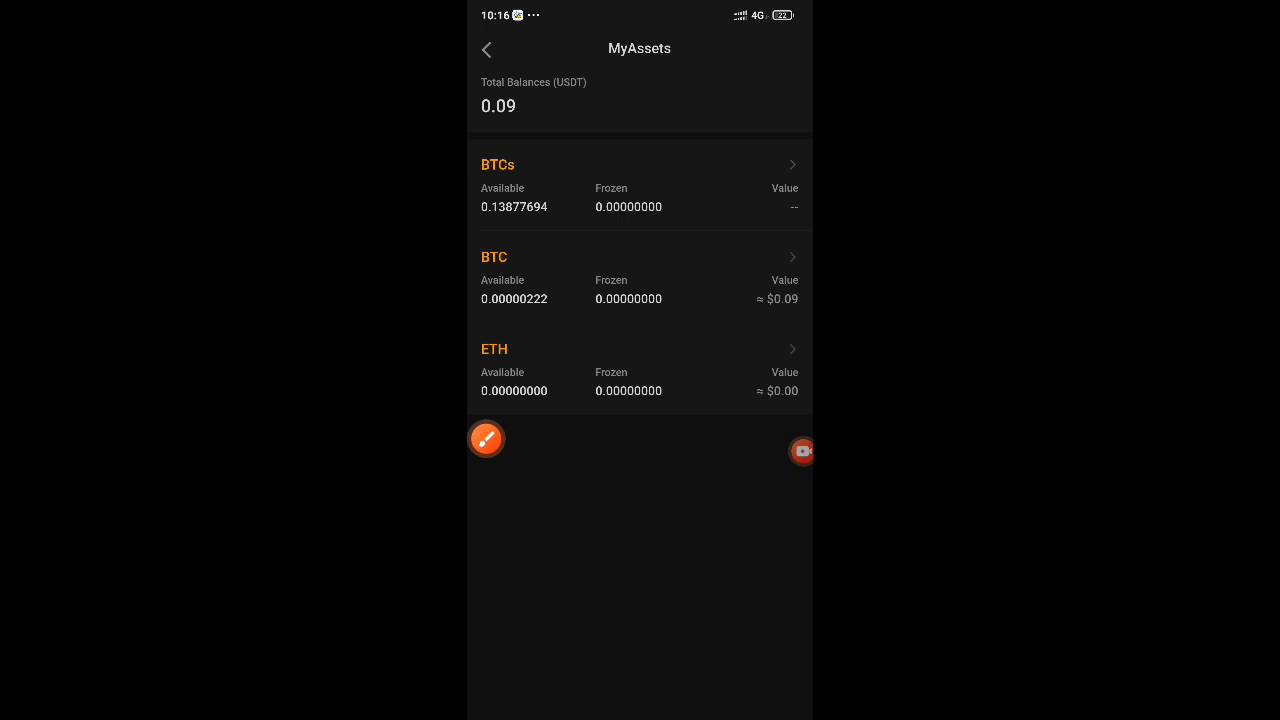 10:16 ... 4G 22
MyAssets
Total Balances (USDT)
0.09
BTCs
Available Frozen Value
0.13877694 0.00000000 --
BTC
Available Frozen Value
0.00000222 0.00000000 ≈ $0.09
ETH
Available Frozen Value
0.00000000 0.00000000 ≈ $0.00